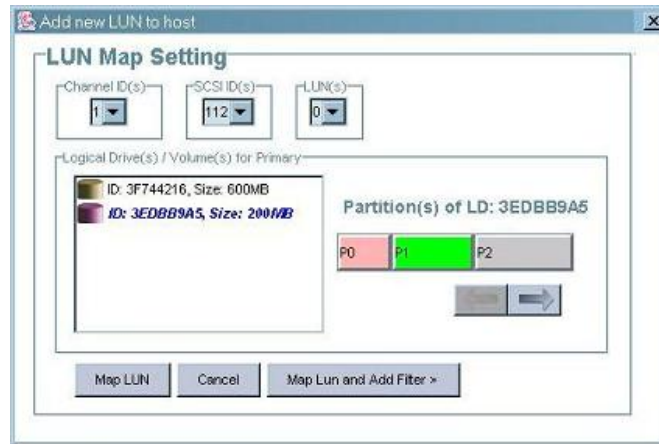 Add new LUN to host
LUN Map Setting
Channel ID(s)
SCSI ID(s)
LUN(s)
1
112
0
Logical Drive(s) / Volume(s) for Primary
ID: 3F744216, Size: 600MB
ID: 3EDBB9A5, Size: 200MB
Partition(s) of LD: 3EDBB9A5
P0
P1
P2
Map LUN
Cancel
Map Lun and Add Filter »